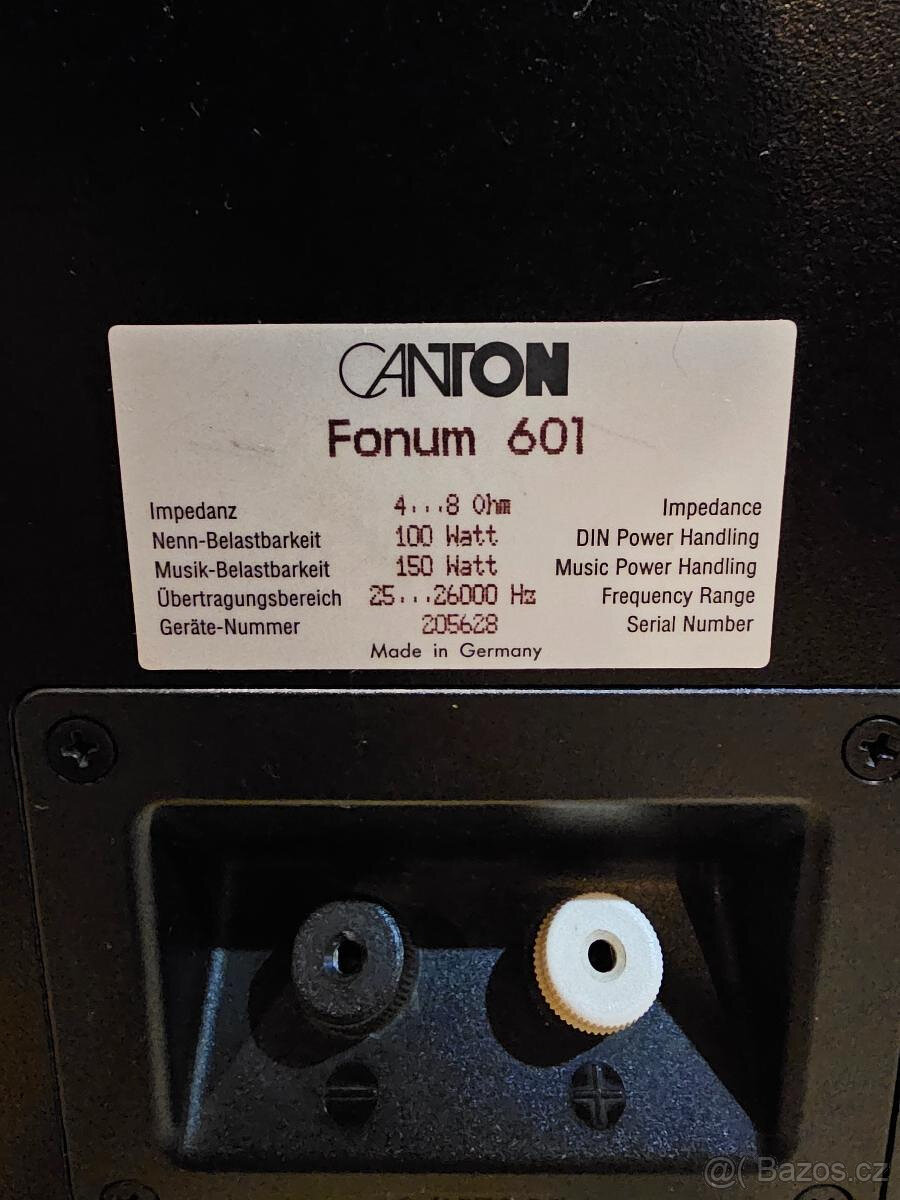 CANTON
Fonum 601
Impedanz 4...8 Ohm Impedance
Nenn-Belastbarkeit 100 Watt DIN Power Handling
Musik-Belastbarkeit 150 Watt Music Power Handling
Übertragungsbereich 25...26000 Hz Frequency Range
Geräte-Nummer 205628 Serial Number
Made in Germany
@( Bazos.cz